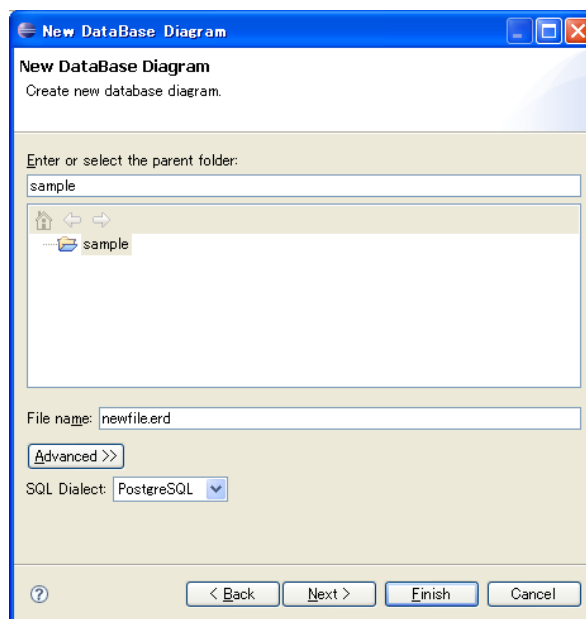 New DataBase Diagram
New DataBase Diagram
Create new database diagram.
Enter or select the parent folder:
sample
sample
File name: newfile.erd
Advanced >>
SQL Dialect: PostgreSQL
? < Back Next > Finish Cancel